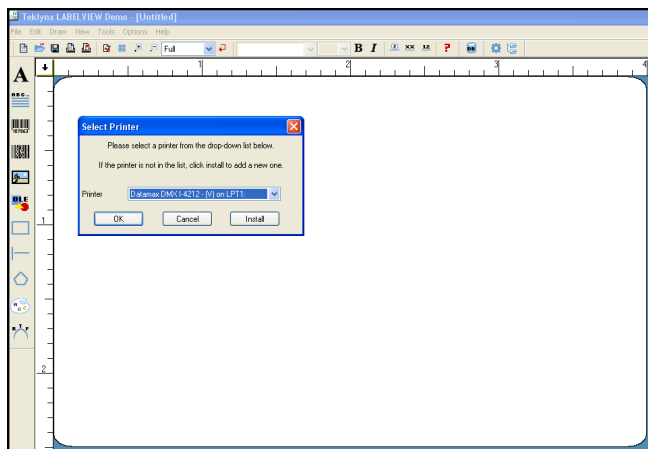 Teklynx LABELVIEW Demo - [Untitled]
File Edit Draw View Tools Options Help
Full
B I
1 2 3 4
A
Select Printer
Please select a printer from the drop-down list below.
If the printer is not in the list, click install to add a new one.
Printer Datamax DMX I-4212 - (V) on LPT1:
OK Cancel Install
OLE
1
2